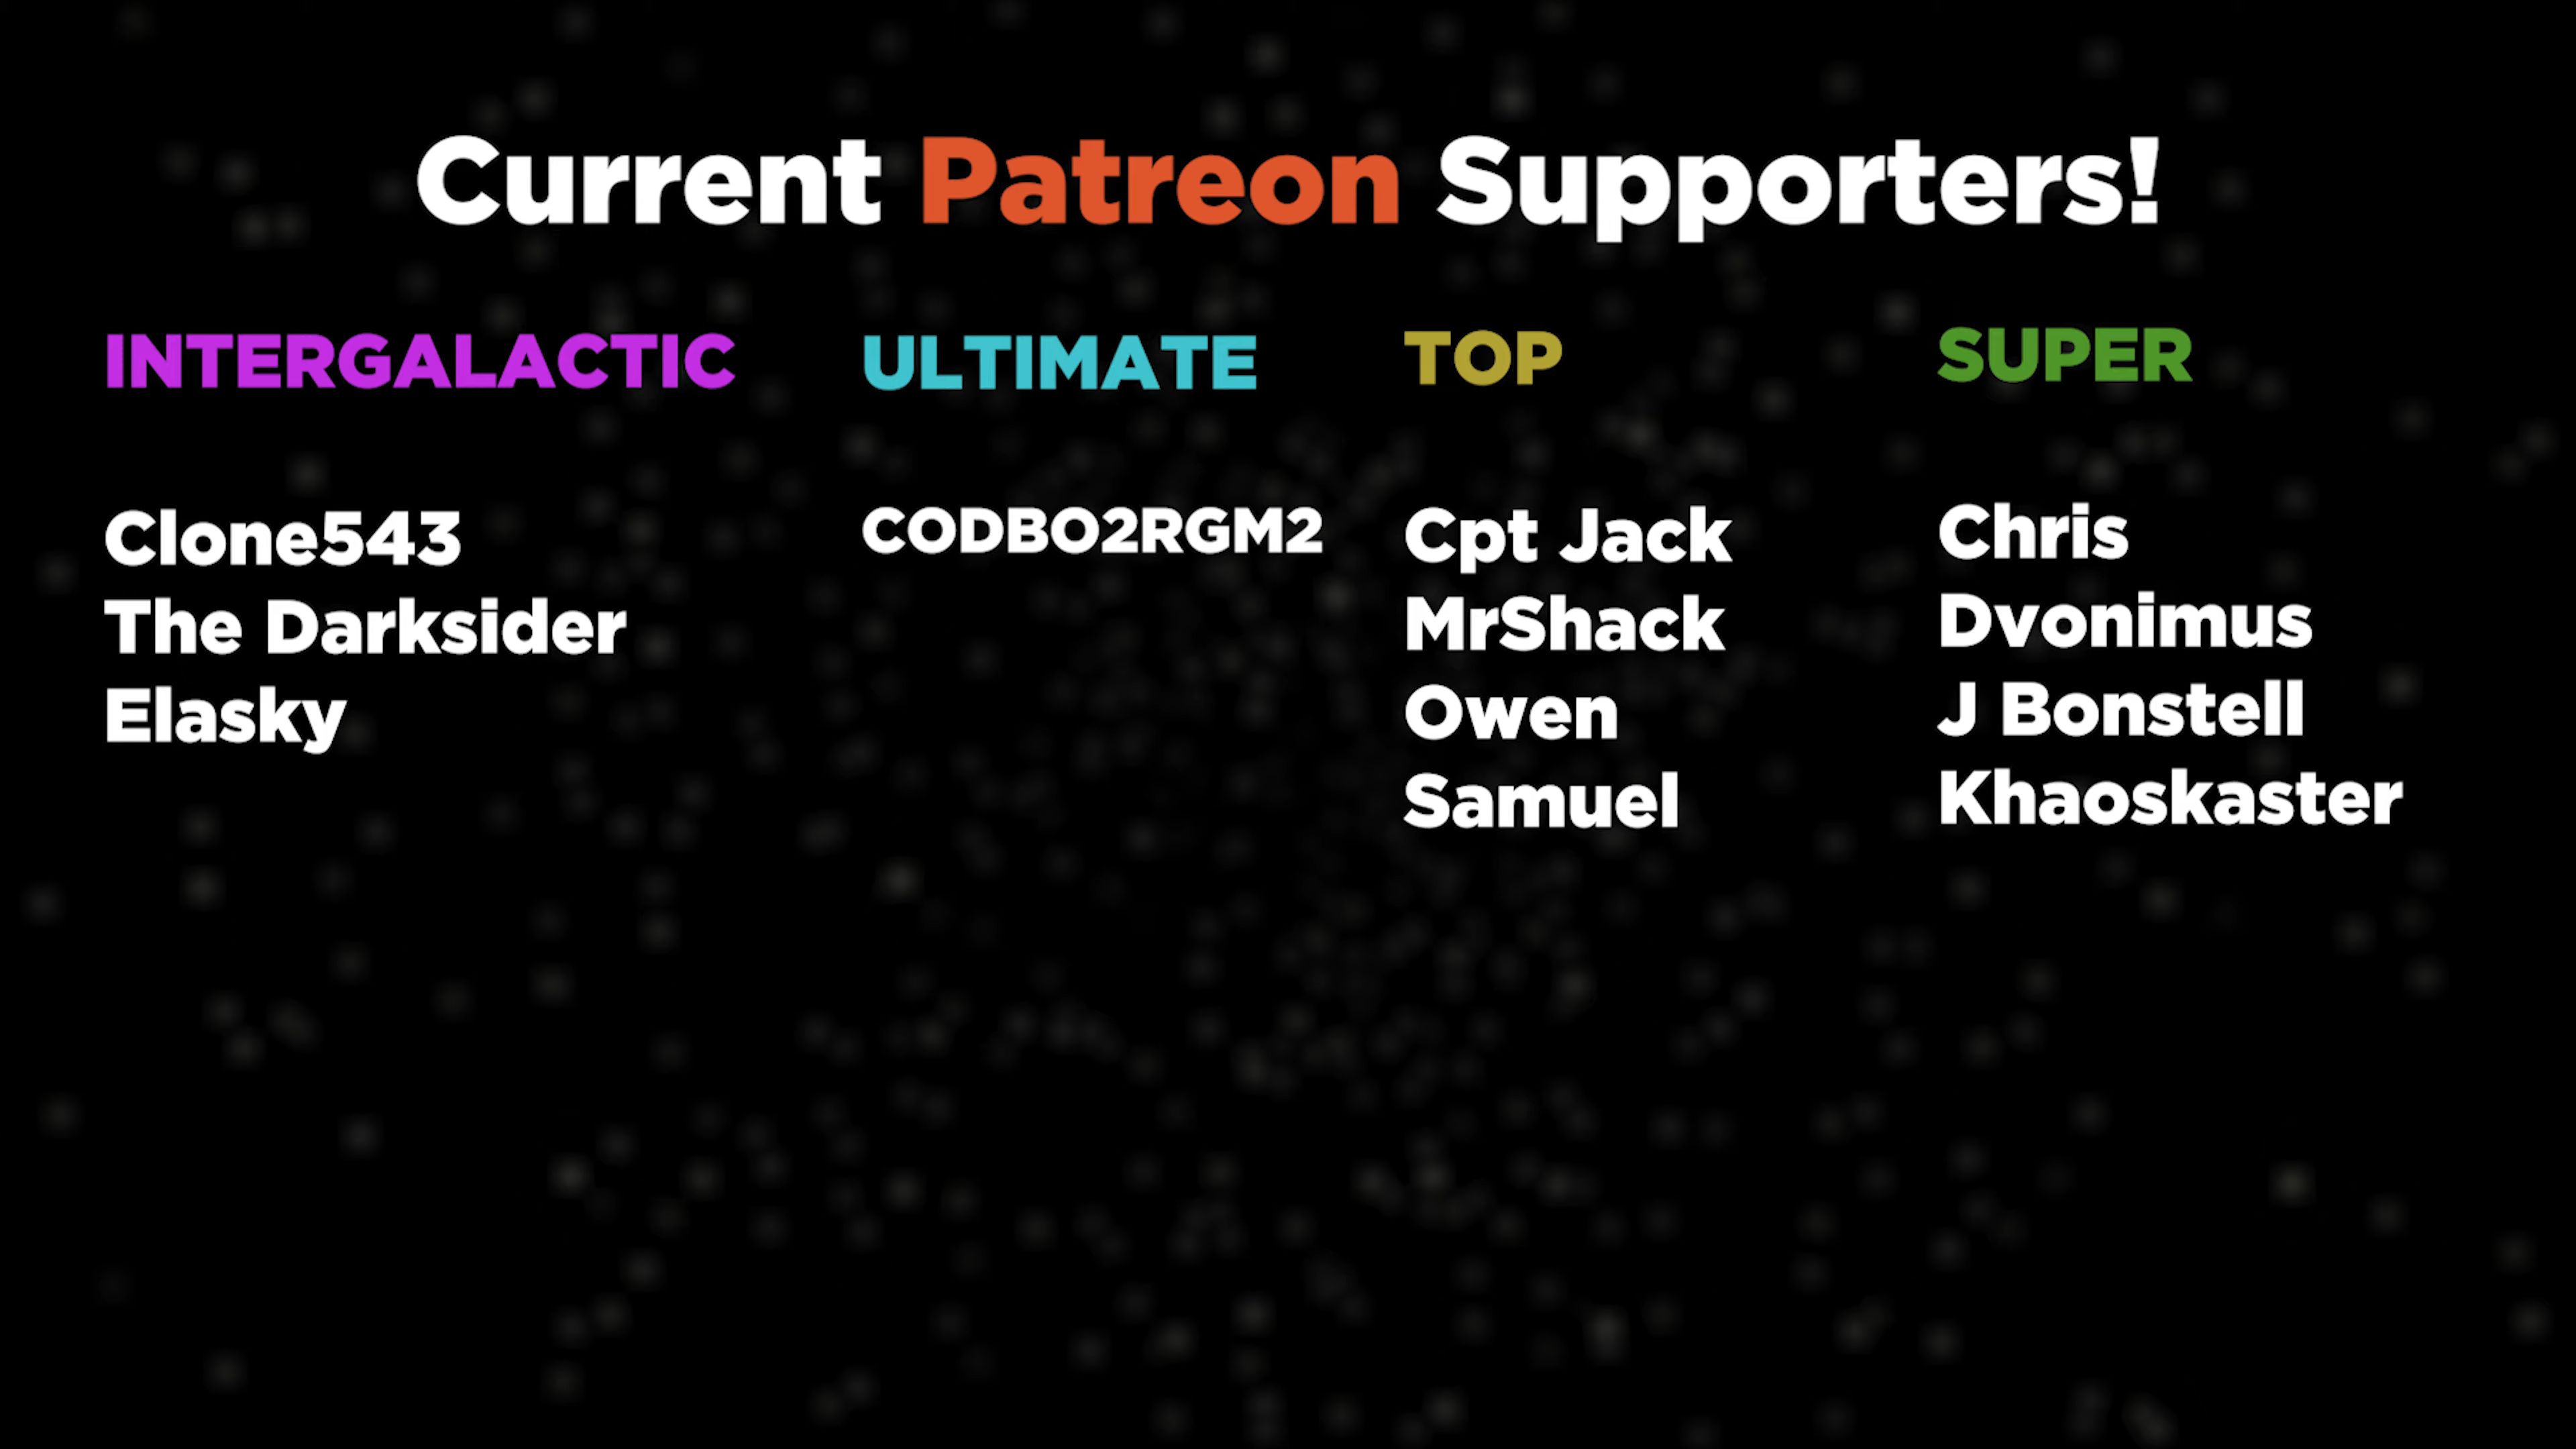 Current Patreon Supporters!
INTERGALACTIC
Clone543
The Darksider
Elasky
ULTIMATE
CODBO2RGM2
TOP
Cpt Jack
MrShack
Owen
Samuel
SUPER
Chris
Dvonimus
J Bonstell
Khaoskaster